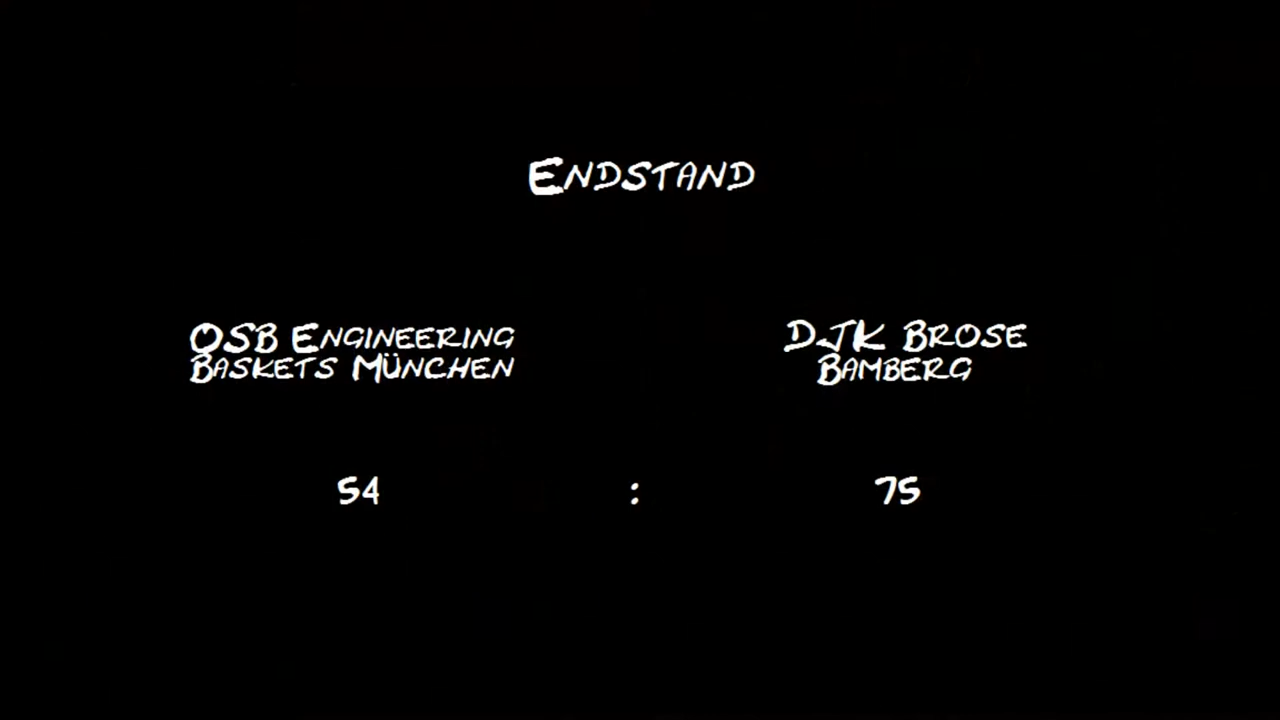 Endstand
OSB Engineering
Baskets München
DJK Brose
Bamberg
54 : 75